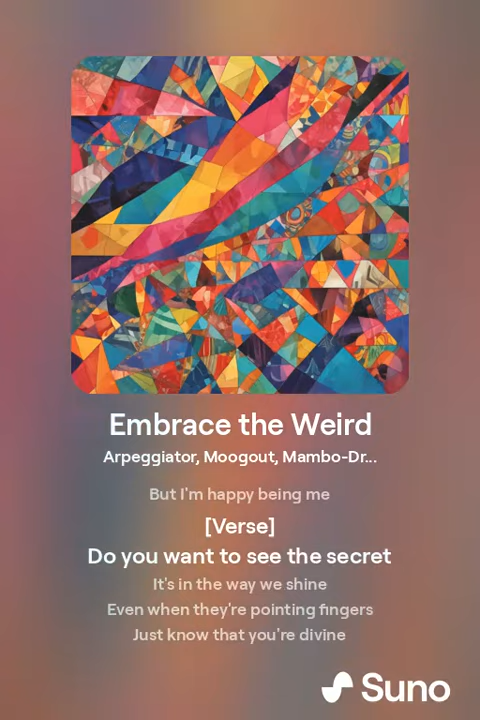 Embrace the Weird
Arpeggiator, Moogout, Mambo-Dr...
But I'm happy being me
[Verse]
Do you want to see the secret
It's in the way we shine
Even when they're pointing fingers
Just know that you're divine
Suno